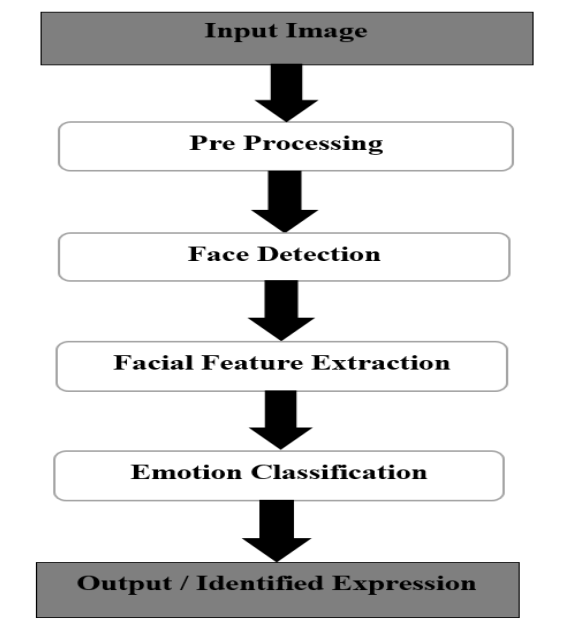 Input Image
Pre Processing
Face Detection
Facial Feature Extraction
Emotion Classification
Output / Identified Expression